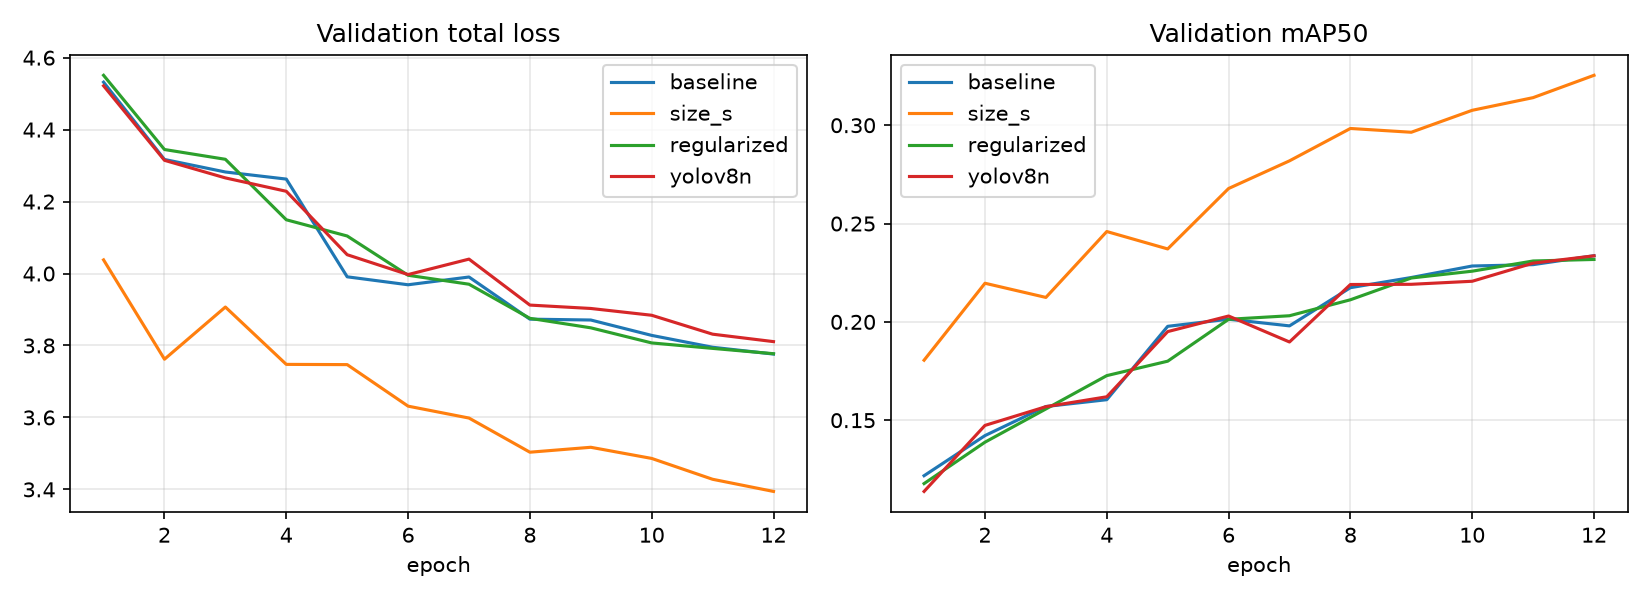 Validation total loss
4.6
4.4
4.2
4.0
3.8
3.6
3.4
baseline
size_s
regularized
yolov8n
2 4 6 8 10 12
epoch
Validation mAP50
0.30
0.25
0.20
0.15
baseline
size_s
regularized
yolov8n
2 4 6 8 10 12
epoch